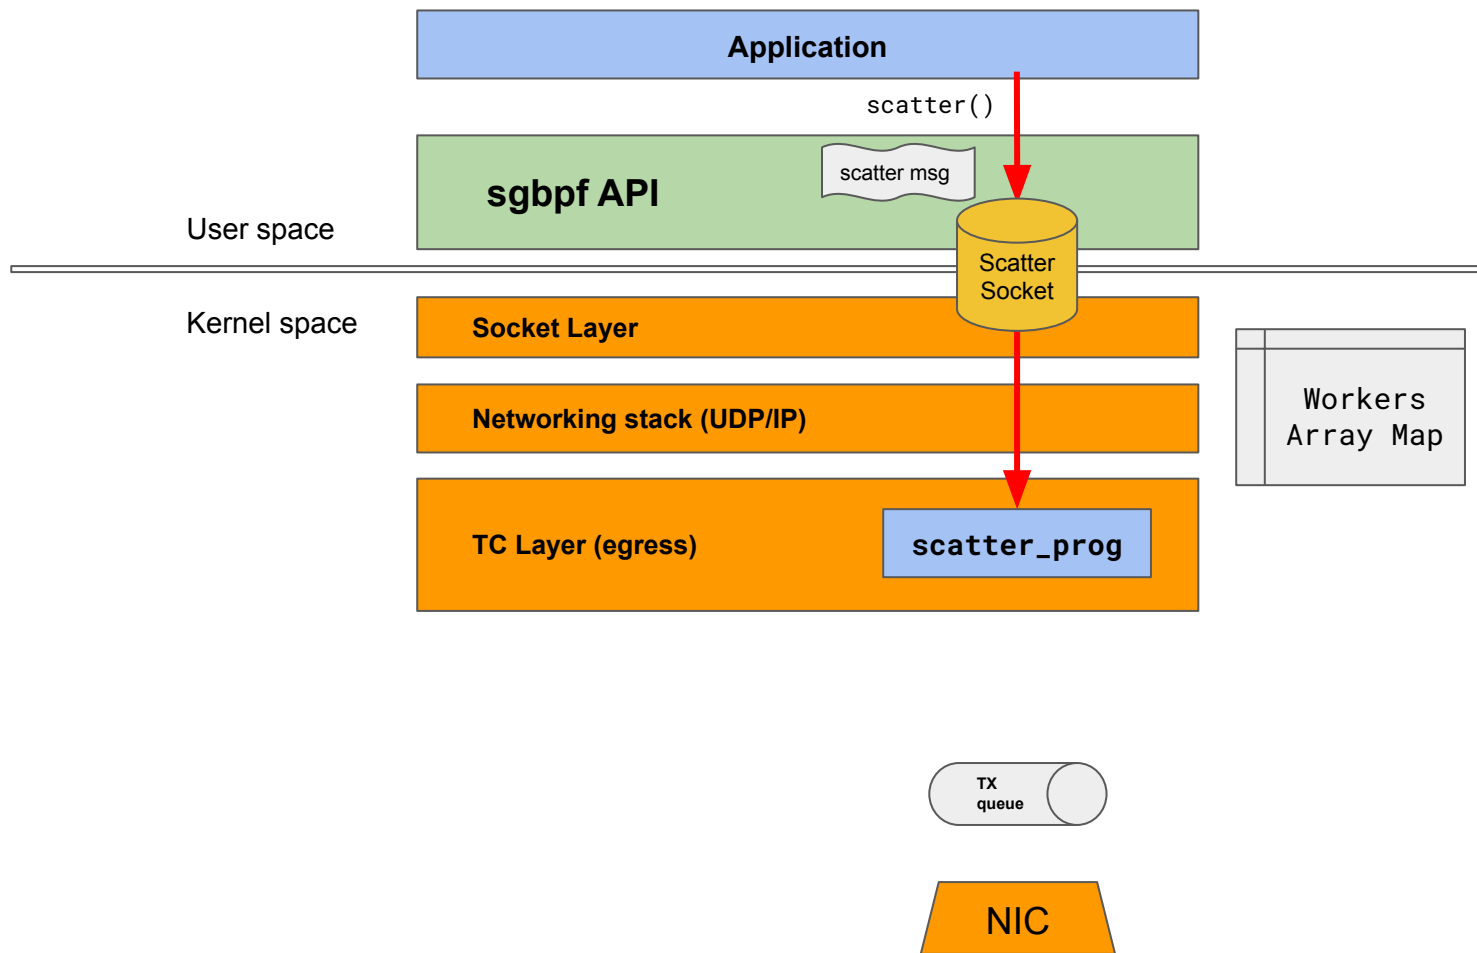 Application
scatter()
scatter msg
sgbpf API
User space
Scatter
Socket
Kernel space
Socket Layer
Workers
Array Map
Networking stack (UDP/IP)
TC Layer (egress)
scatter_prog
TX
queue
NIC